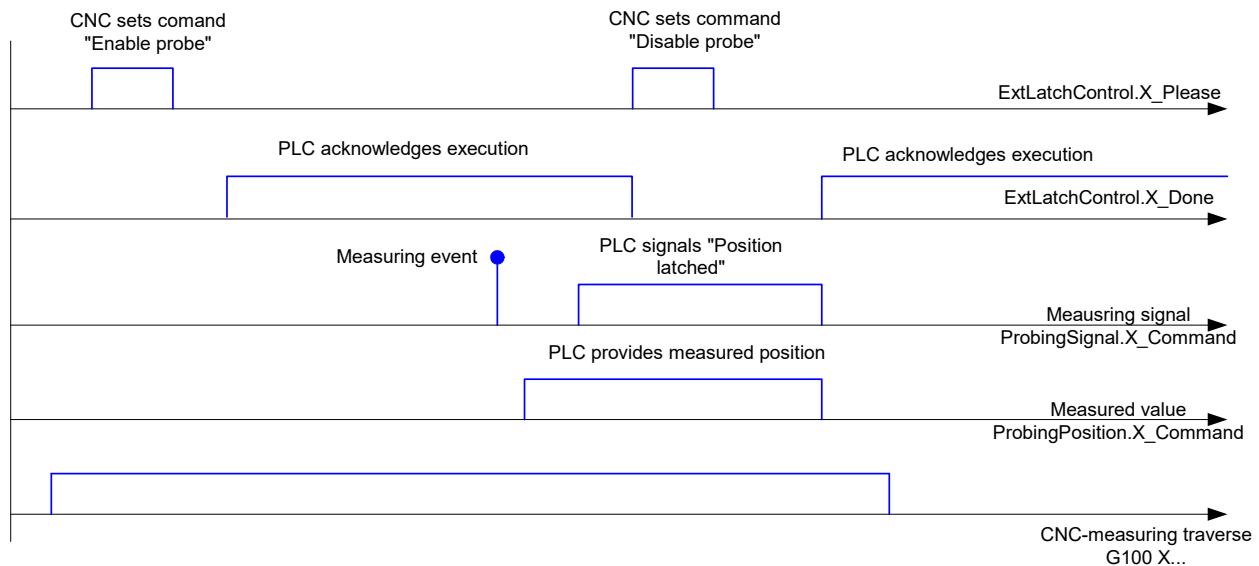 CNC sets comand
"Enable probe"
CNC sets command
"Disable probe"
ExtLatchControl.X_Please
PLC acknowledges execution
PLC acknowledges execution
ExtLatchControl.X_Done
Measuring event
PLC signals "Position
latched"
Meausring signal
ProbingSignal.X_Command
PLC provides measured position
Measured value
ProbingPosition.X_Command
CNC-measuring traverse
G100 X...